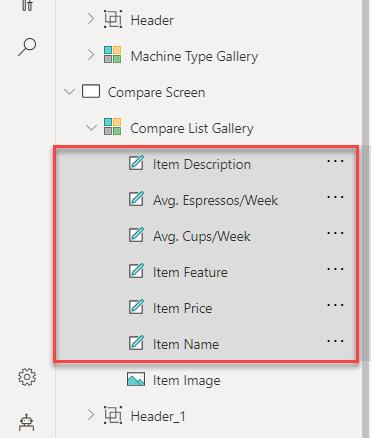 Header
Machine Type Gallery
Compare Screen
Compare List Gallery
Item Description ...
Avg. Espressos/Week ...
Avg. Cups/Week ...
Item Feature ...
Item Price ...
Item Name ...
Item Image
Header_1